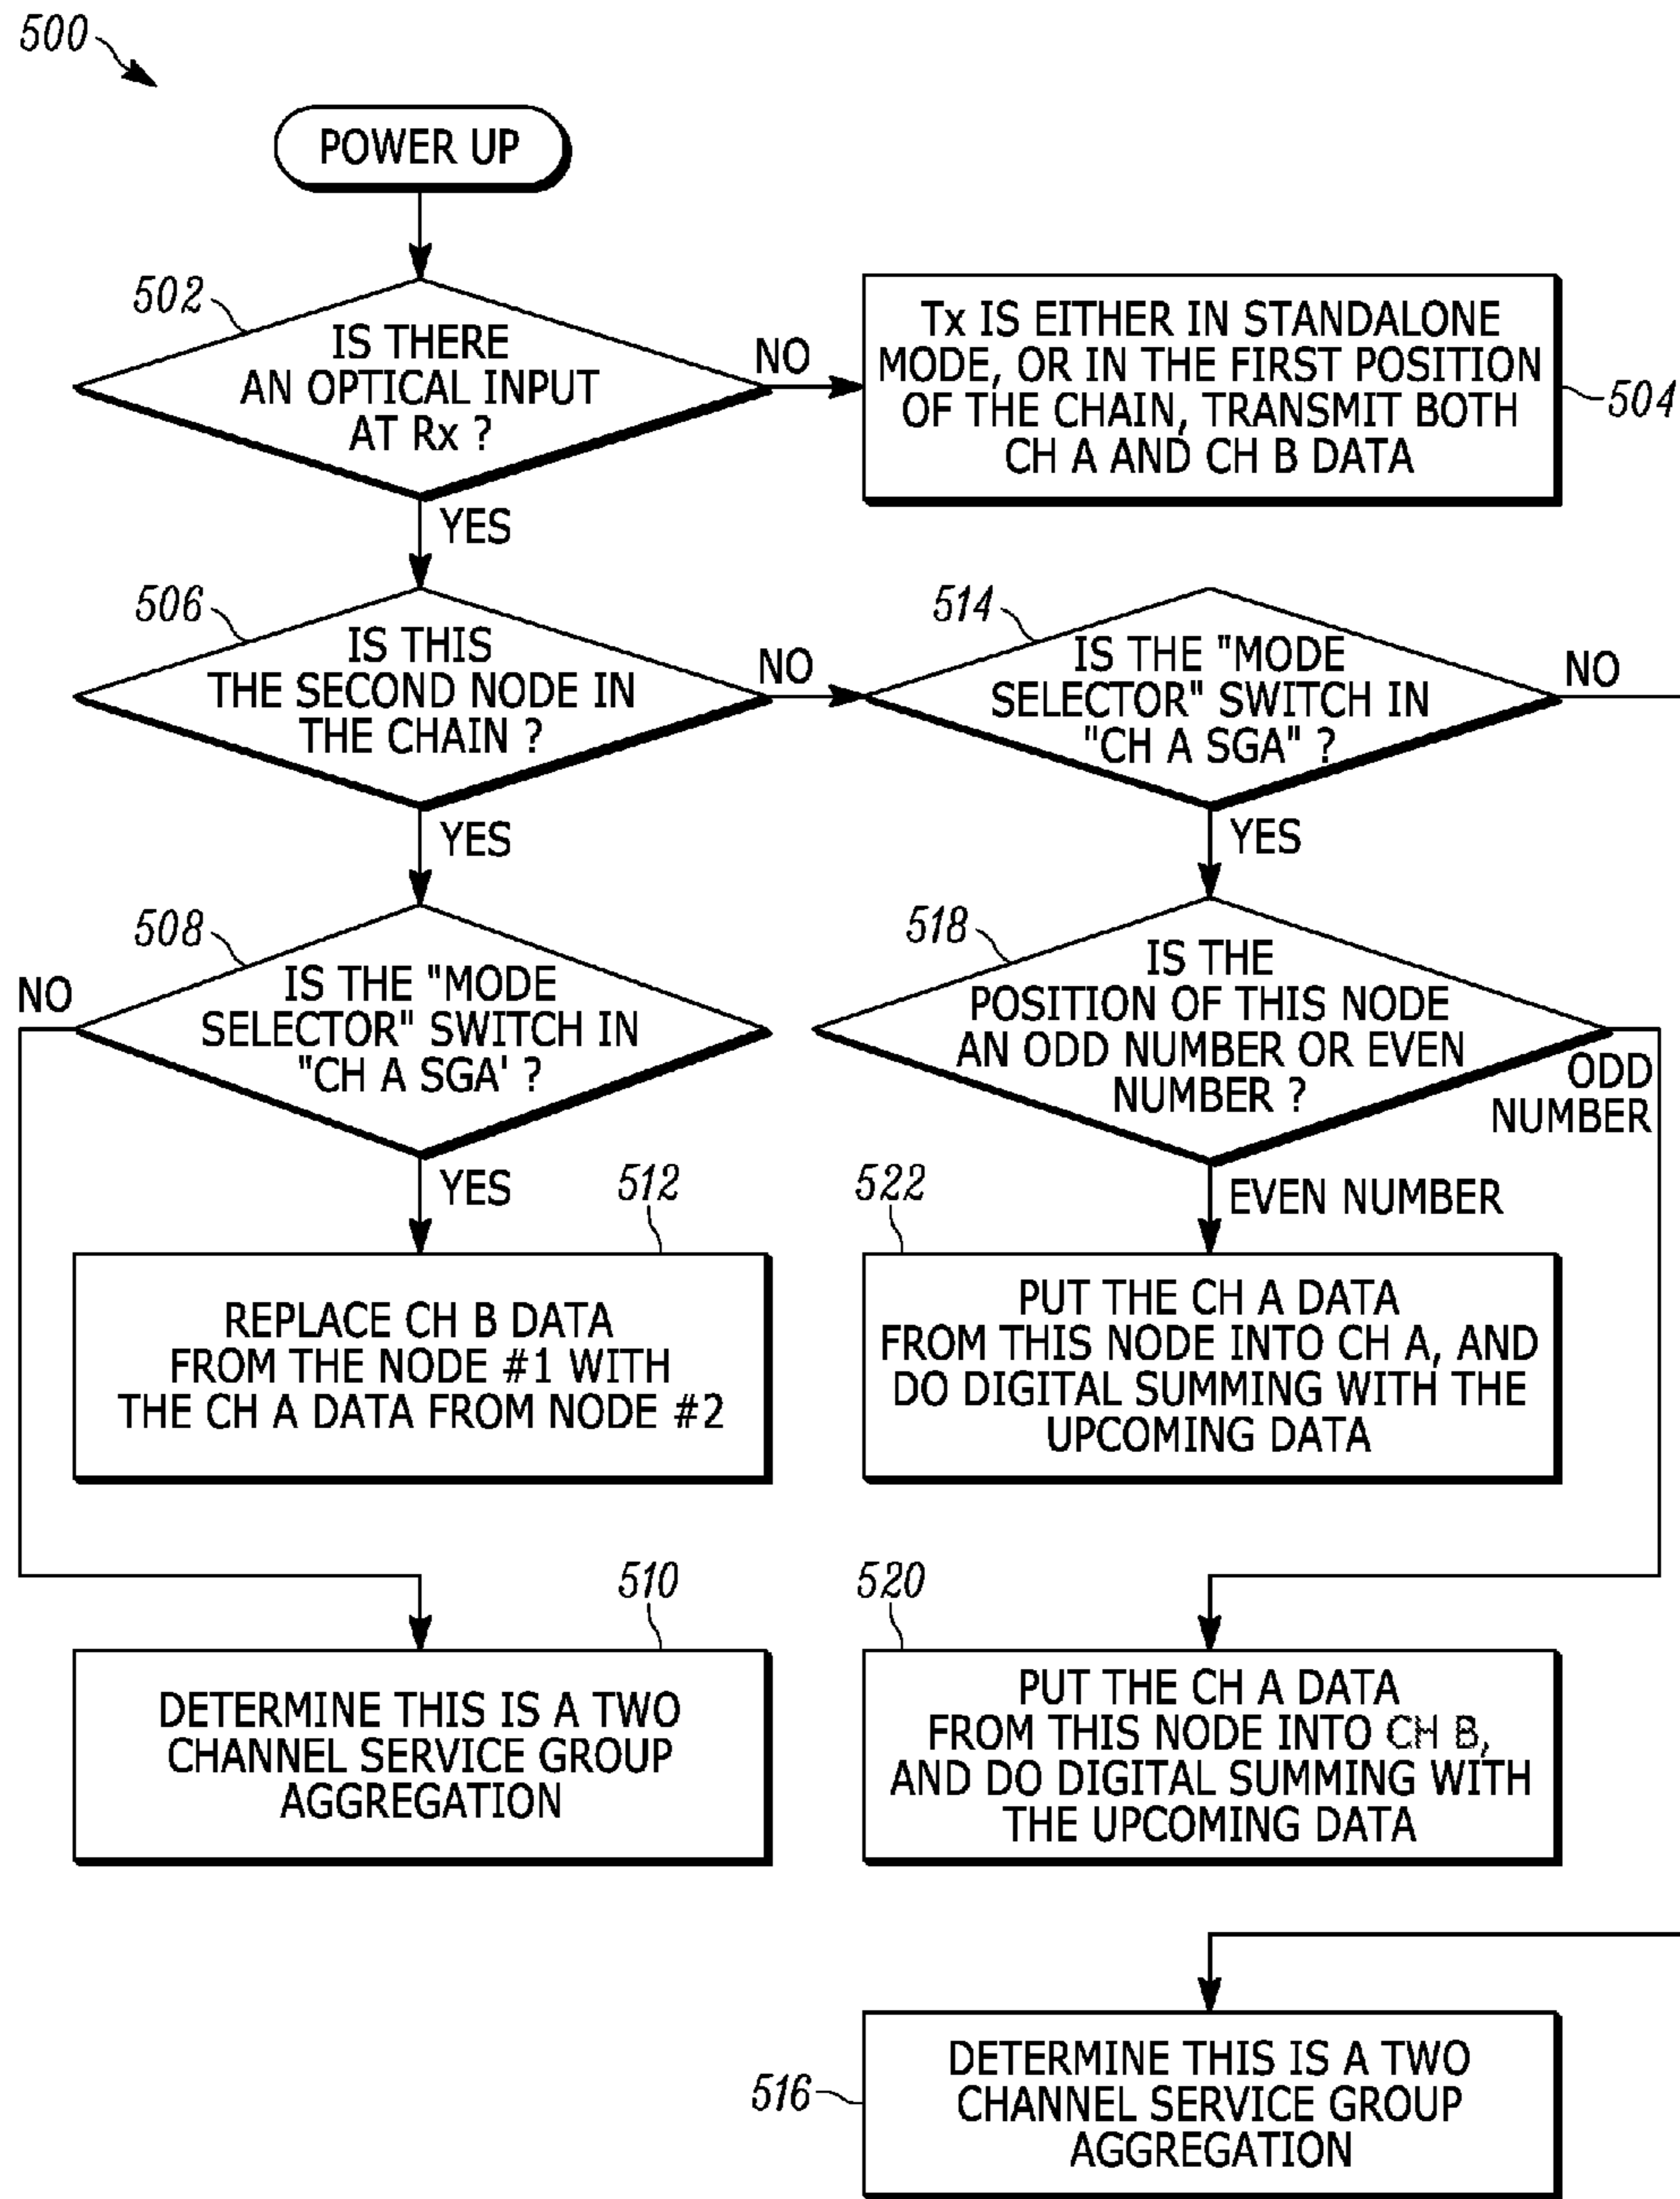 500
POWER UP
502
IS THERE
AN OPTICAL INPUT
AT Rx ?
NO
Tx IS EITHER IN STANDALONE
MODE, OR IN THE FIRST POSITION
OF THE CHAIN, TRANSMIT BOTH
CH A AND CH B DATA
504
YES
506
IS THIS
THE SECOND NODE IN
THE CHAIN ?
NO
514
IS THE "MODE
SELECTOR" SWITCH IN
"CH A SGA" ?
NO
YES
YES
508
IS THE "MODE
SELECTOR" SWITCH IN
"CH A SGA' ?
NO
518
IS THE
POSITION OF THIS NODE
AN ODD NUMBER OR EVEN
NUMBER ?
ODD
NUMBER
YES
512
522
EVEN NUMBER
REPLACE CH B DATA
FROM THE NODE #1 WITH
THE CH A DATA FROM NODE #2
PUT THE CH A DATA
FROM THIS NODE INTO CH A, AND
DO DIGITAL SUMMING WITH THE
UPCOMING DATA
510
520
DETERMINE THIS IS A TWO
CHANNEL SERVICE GROUP
AGGREGATION
PUT THE CH A DATA
FROM THIS NODE INTO CH B,
AND DO DIGITAL SUMMING WITH
THE UPCOMING DATA
516
DETERMINE THIS IS A TWO
CHANNEL SERVICE GROUP
AGGREGATION